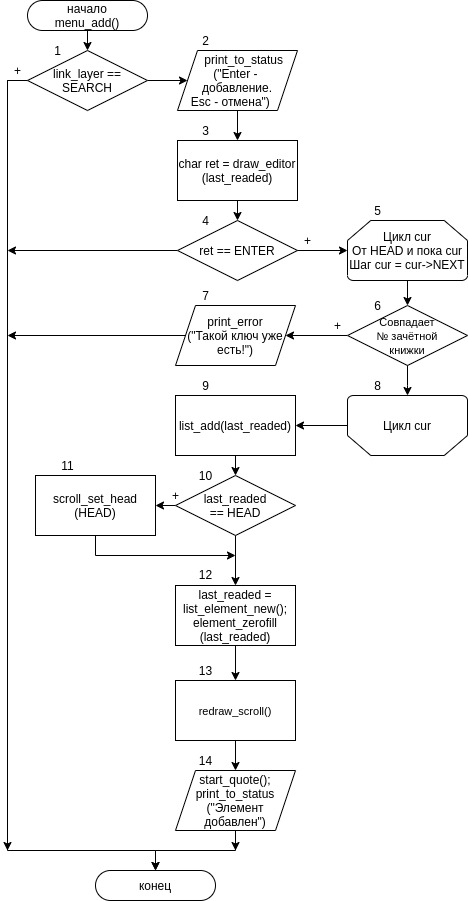 начало
menu_add()
1
+
link_layer ==
SEARCH
2
print_to_status
("Enter -
добавление.
Esc - отмена")
3
char ret = draw_editor
(last_readed)
4
ret == ENTER
+
5
Цикл cur
От HEAD и пока cur
Шаг cur = cur->NEXT
6
+
Совпадает
№ зачётной
книжки
7
print_error
("Такой ключ уже
есть!")
8
Цикл cur
9
list_add(last_readed)
10
+
last_readed
== HEAD
11
scroll_set_head
(HEAD)
12
last_readed =
list_element_new();
element_zerofill
(last_readed)
13
redraw_scroll()
14
start_quote();
print_to_status
("Элемент
добавлен")
конец